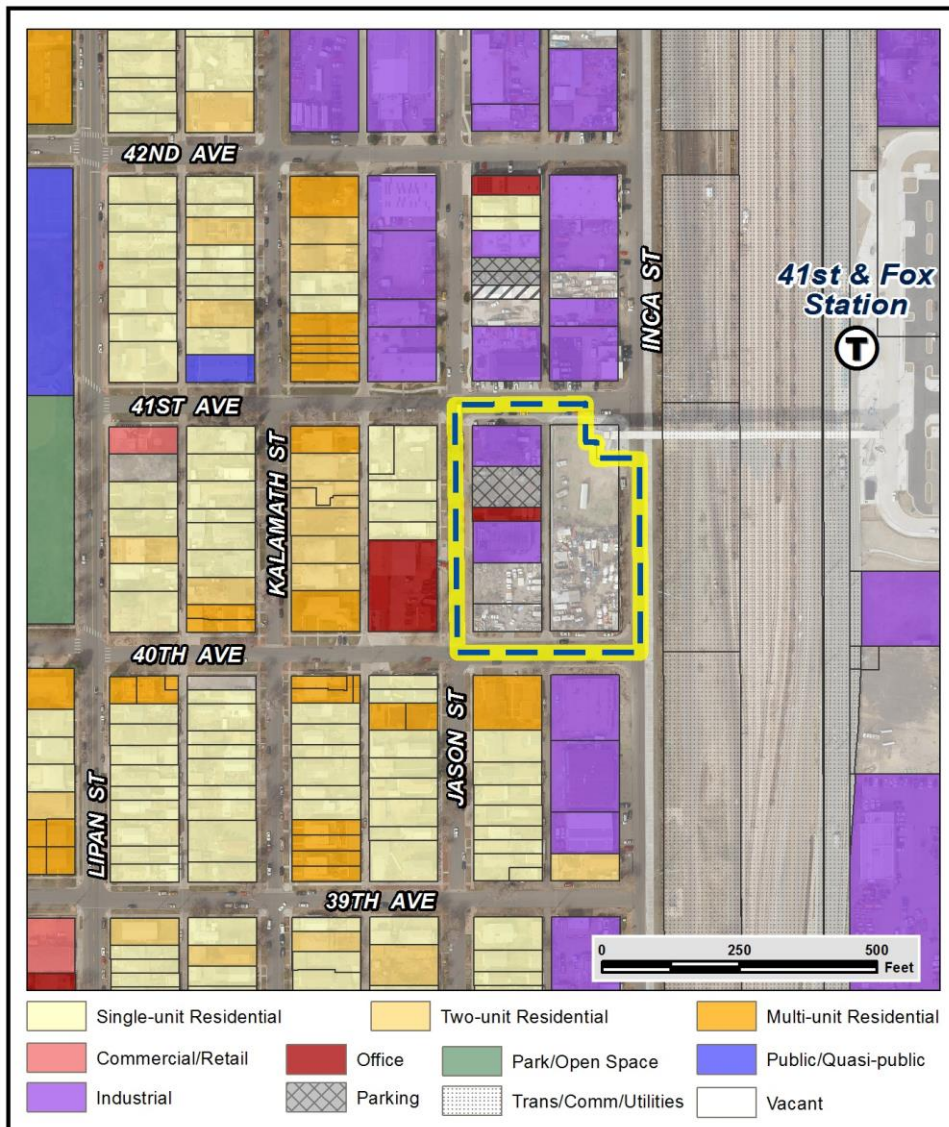 42ND AVE
INCA ST
41st & Fox
Station
T
41ST AVE
KALAMATH ST
40TH AVE
LIPAN ST
JASON ST
39TH AVE
0 250 500
Feet
Single-unit Residential Two-unit Residential Multi-unit Residential
Commercial/Retail Office Park/Open Space Public/Quasi-public
Industrial Parking Trans/Comm/Utilities Vacant